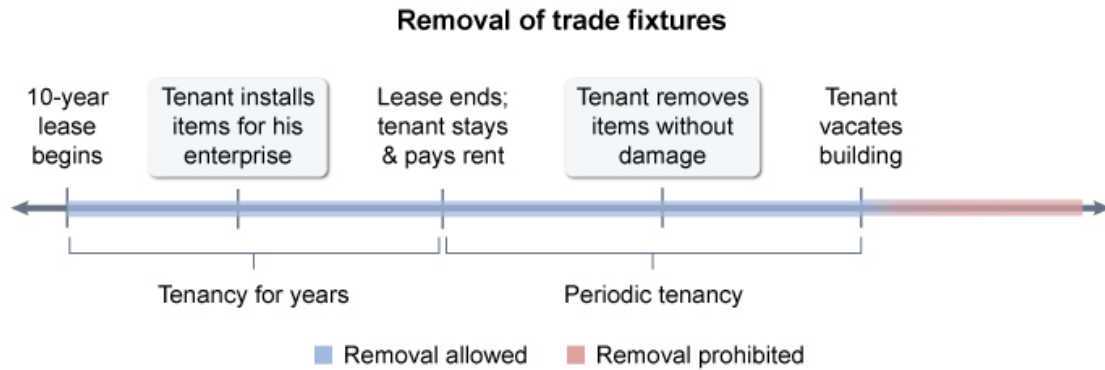 Removal of trade fixtures
10-year
lease
begins
Tenant installs
items for his
enterprise
Lease ends;
tenant stays
& pays rent
Tenant removes
items without
damage
Tenant
vacates
building
Tenancy for years
Periodic tenancy
Removal allowed
Removal prohibited